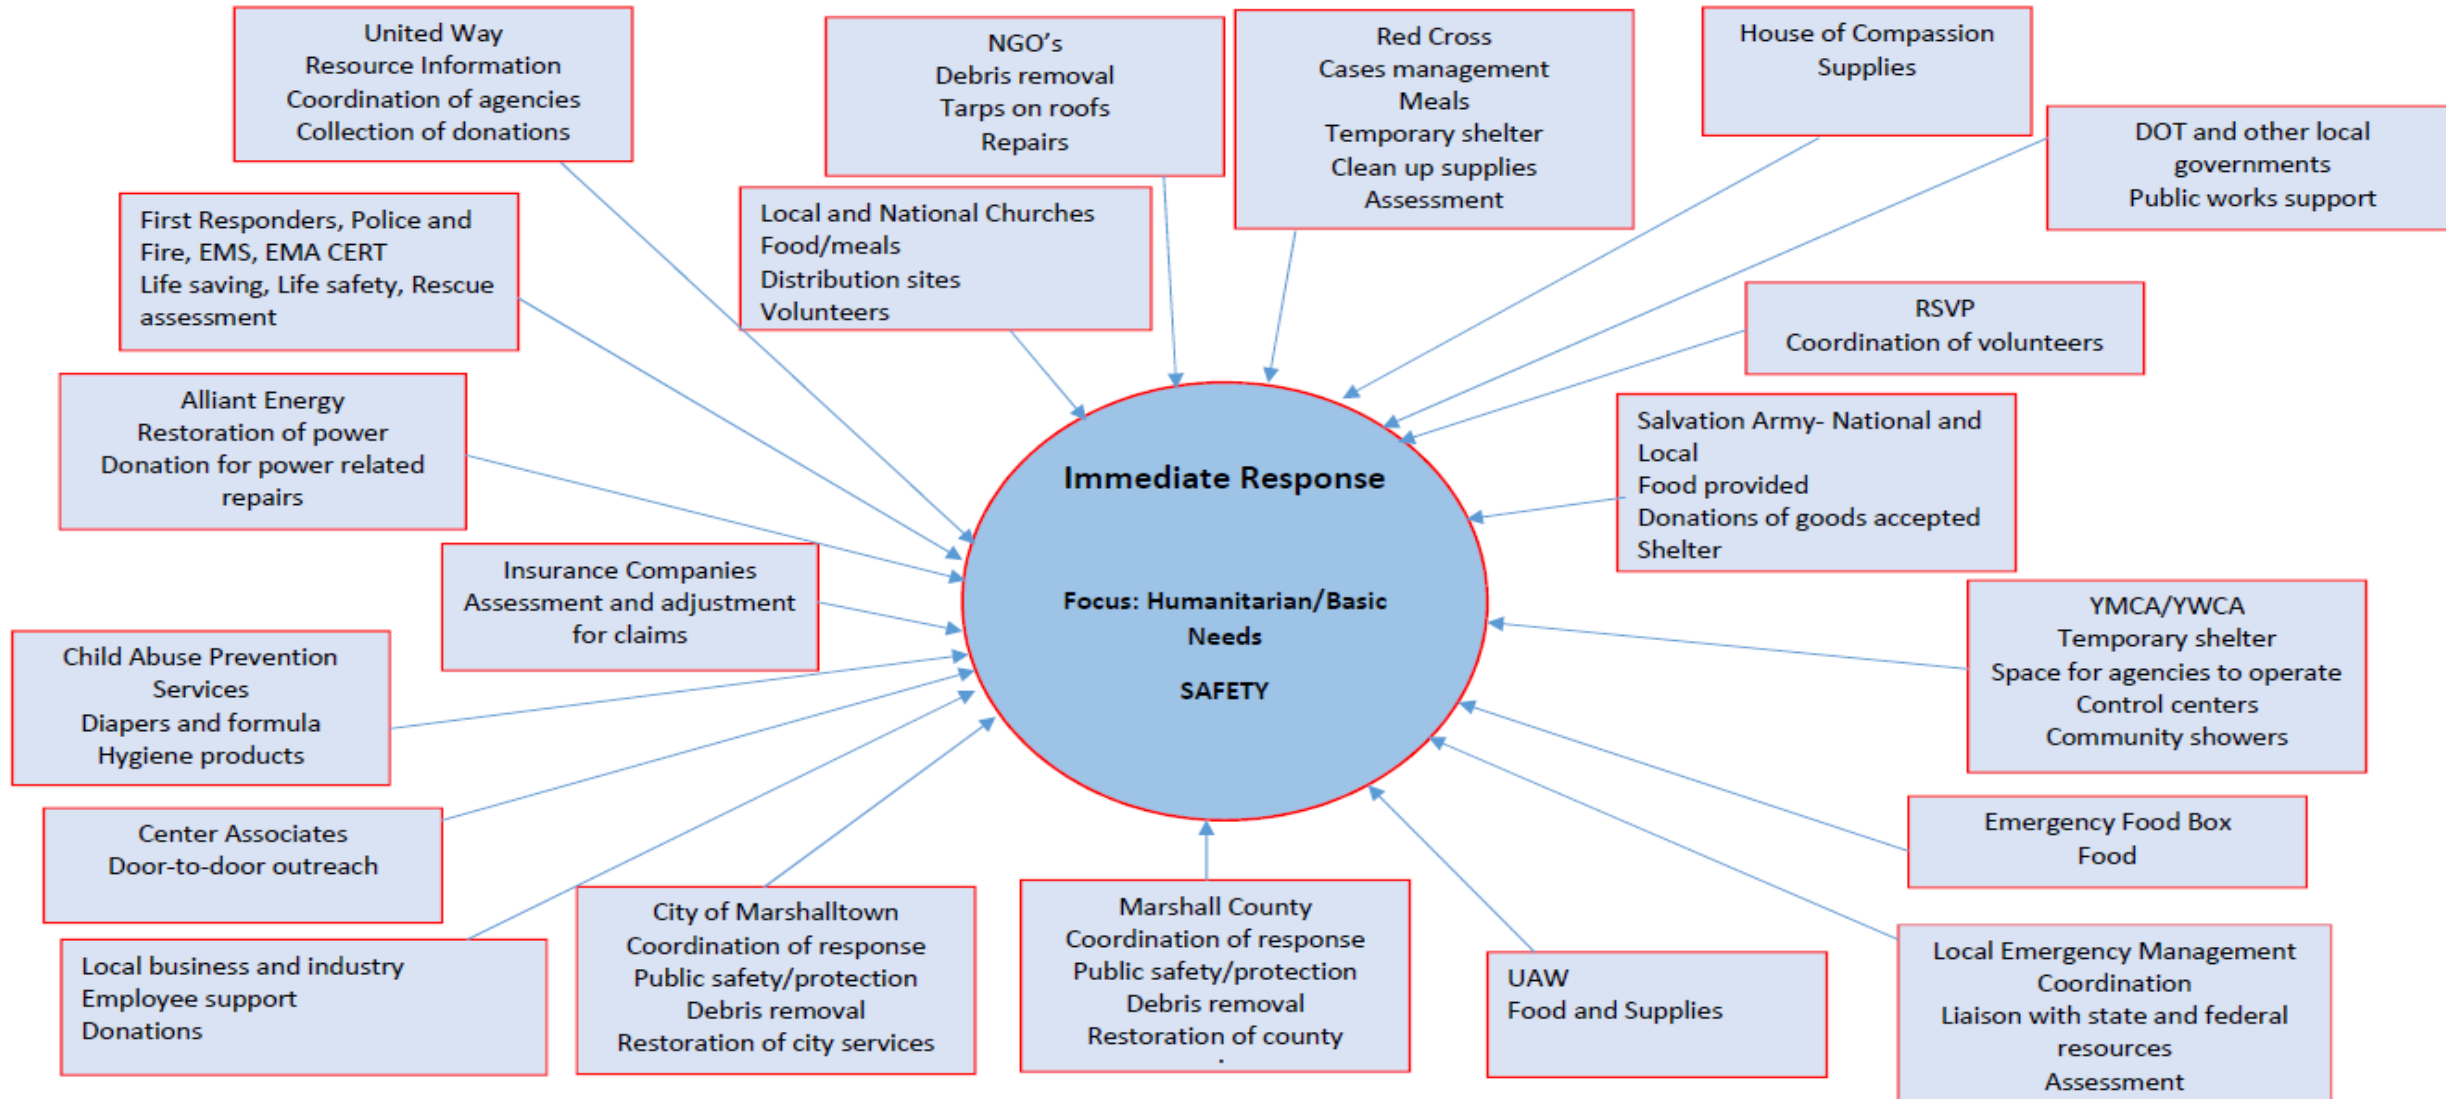 United Way
Resource Information
Coordination of agencies
Collection of donations
NGO's
Debris removal
Tarps on roofs
Repairs
Red Cross
Cases management
Meals
Temporary shelter
Clean up supplies
Assessment
House of Compassion
Supplies
DOT and other local
governments
Public works support
First Responders, Police and
Fire, EMS, EMA CERT
Life saving, Life safety, Rescue
assessment
Local and National Churches
Food/meals
Distribution sites
Volunteers
RSVP
Coordination of volunteers
Alliant Energy
Restoration of power
Donation for power related
repairs
Salvation Army- National and
Local
Food provided
Donations of goods accepted
Shelter
Immediate Response
Focus: Humanitarian/Basic
Needs
SAFETY
Insurance Companies
Assessment and adjustment
for claims
YMCA/YWCA
Temporary shelter
Space for agencies to operate
Control centers
Community showers
Child Abuse Prevention
Services
Diapers and formula
Hygiene products
Center Associates
Door-to-door outreach
Emergency Food Box
Food
Local business and industry
Employee support
Donations
City of Marshalltown
Coordination of response
Public safety/protection
Debris removal
Restoration of city services
Marshall County
Coordination of response
Public safety/protection
Debris removal
Restoration of county
UAW
Food and Supplies
Local Emergency Management
Coordination
Liaison with state and federal
resources
Assessment